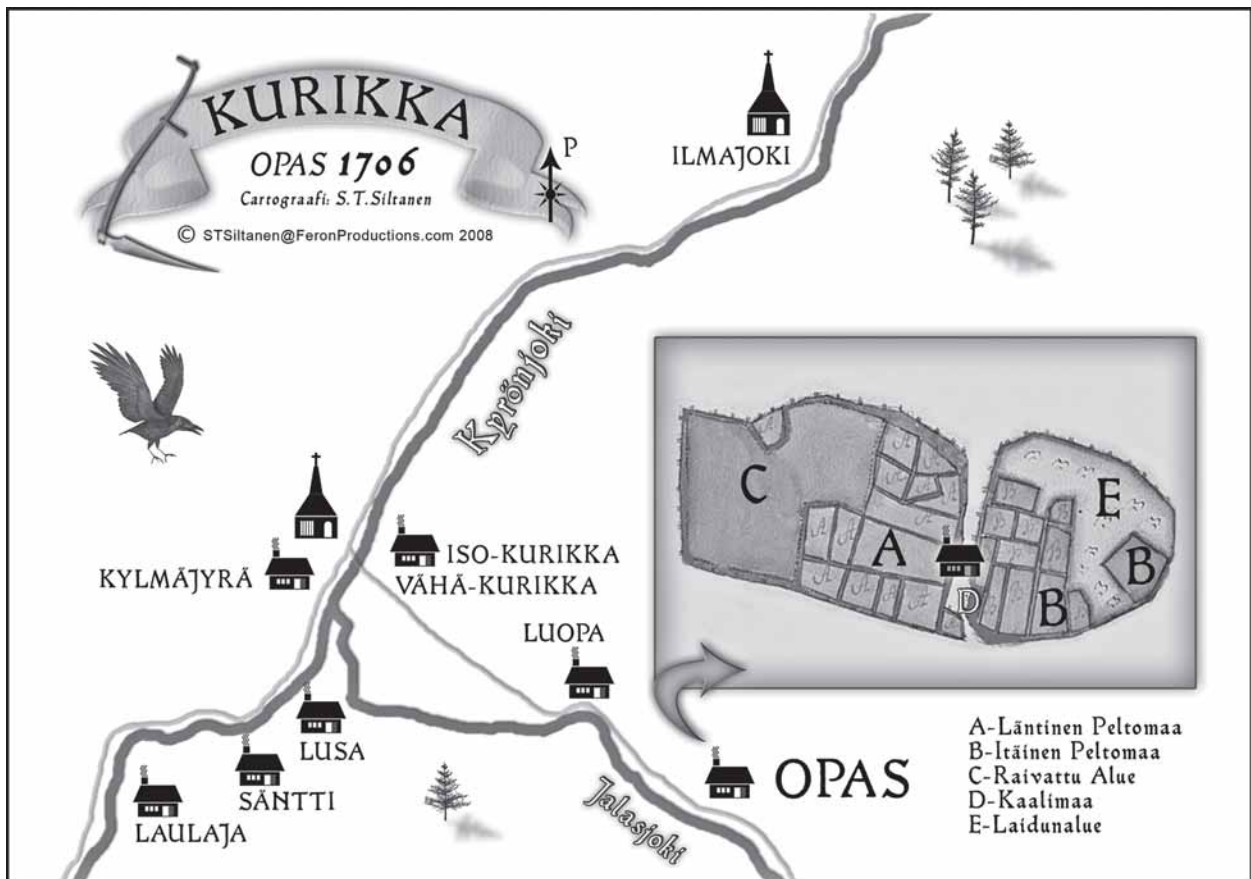 KURIKKA
OPAS 1706
Cartograafi: S.T.Siltanen
© STSiltanen@FeronProductions.com 2008
P
ILMAJOKI
Kyrönjoki
KYLMÄJYRÄ
ISO-KURIKKA
VÄHÄ-KURIKKA
LUOPA
LUSA
SÄNTTI
LAULAJA
Jalasjoki
OPAS
C
A
D
B
E
B
A-Läntinen Peltomaa
B-Itäinen Peltomaa
C-Raivattu Alue
D-Kaalimaa
E-Laidunalue